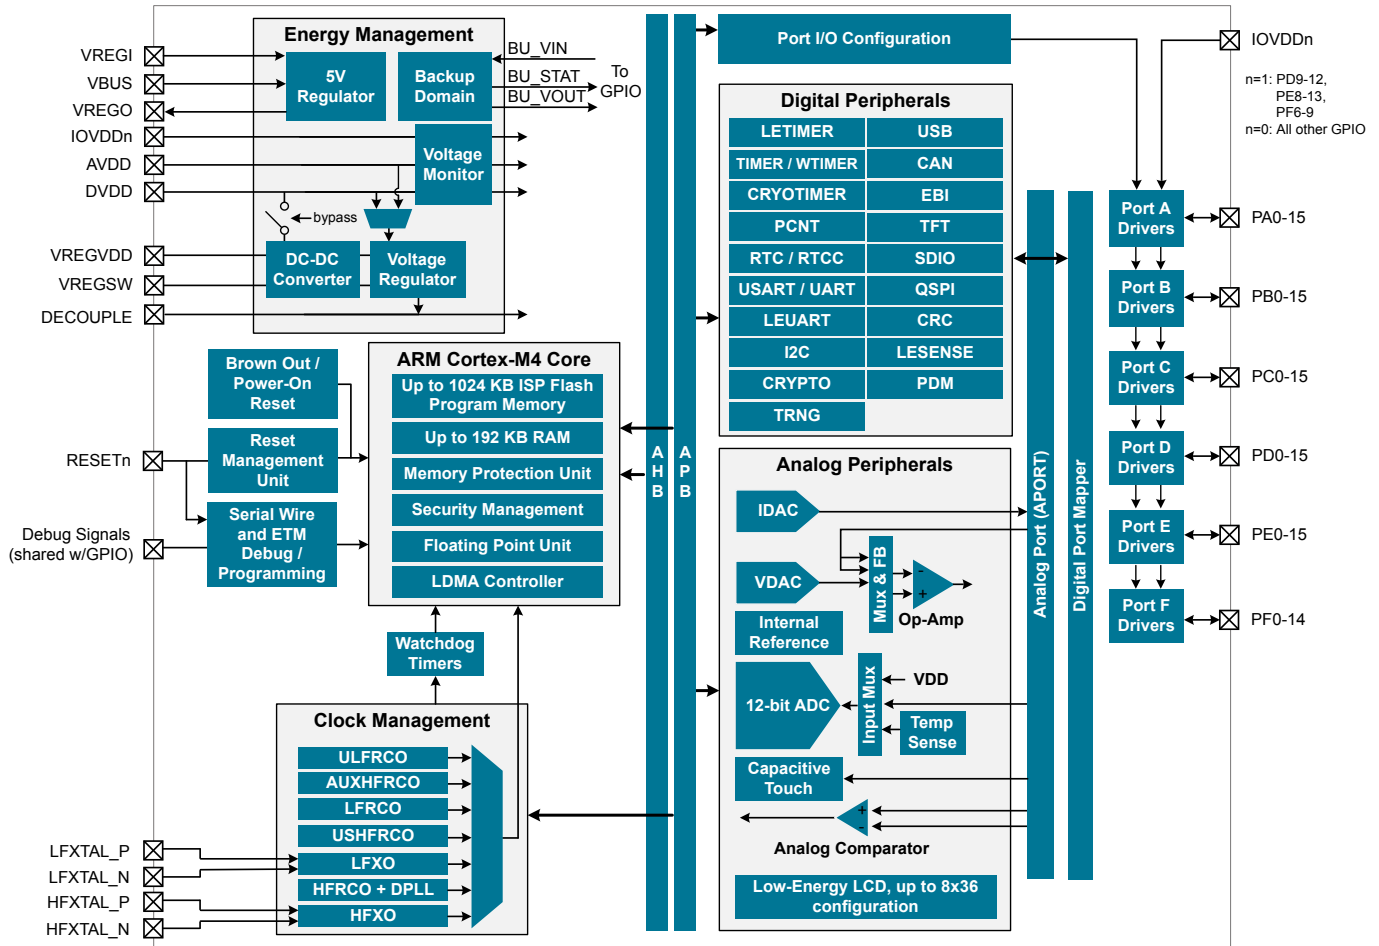 Energy Management
VREGI
VBUS
VREGO
IOVDDn
AVDD
DVDD
VREGVDD
VREGSW
DECOUPLE
5V
Regulator
Backup
Domain
BU_VIN
BU_STAT
BU_VOUT
To
GPIO
Voltage
Monitor
bypass
DC-DC
Converter
Voltage
Regulator
Brown Out /
Power-On
Reset
Reset
Management
Unit
Serial Wire
and ETM
Debug /
Programming
RESETn
Debug Signals
(shared w/GPIO)
ARM Cortex-M4 Core
Up to 1024 KB ISP Flash
Program Memory
Up to 192 KB RAM
Memory Protection Unit
Security Management
Floating Point Unit
LDMA Controller
Watchdog
Timers
Clock Management
ULFRCO
AUXHFRCO
LFRCO
USHFRCO
LFXO
HFRCO + DPLL
HFXO
LFXTAL_P
LFXTAL_N
HFXTAL_P
HFXTAL_N
A
H
B
A
P
B
Port I/O Configuration
Digital Peripherals
LETIMER
USB
TIMER / WTIMER
CAN
CRYOTIMER
EBI
PCNT
TFT
RTC / RTCC
SDIO
USART / UART
QSPI
LEUART
CRC
I2C
LESENSE
CRYPTO
PDM
TRNG
Analog Peripherals
IDAC
VDAC
Mux & FB
-
+
Op-Amp
Internal
Reference
12-bit ADC
Input Mux
VDD
Temp
Sense
Capacitive
Touch
+
-
Analog Comparator
Low-Energy LCD, up to 8x36
configuration
Analog Port (APORT)
Digital Port Mapper
Port A
Drivers
Port B
Drivers
Port C
Drivers
Port D
Drivers
Port E
Drivers
Port F
Drivers
IOVDDn
n=1: PD9-12,
PE8-13,
PF6-9
n=0: All other GPIO
PA0-15
PB0-15
PC0-15
PD0-15
PE0-15
PF0-14